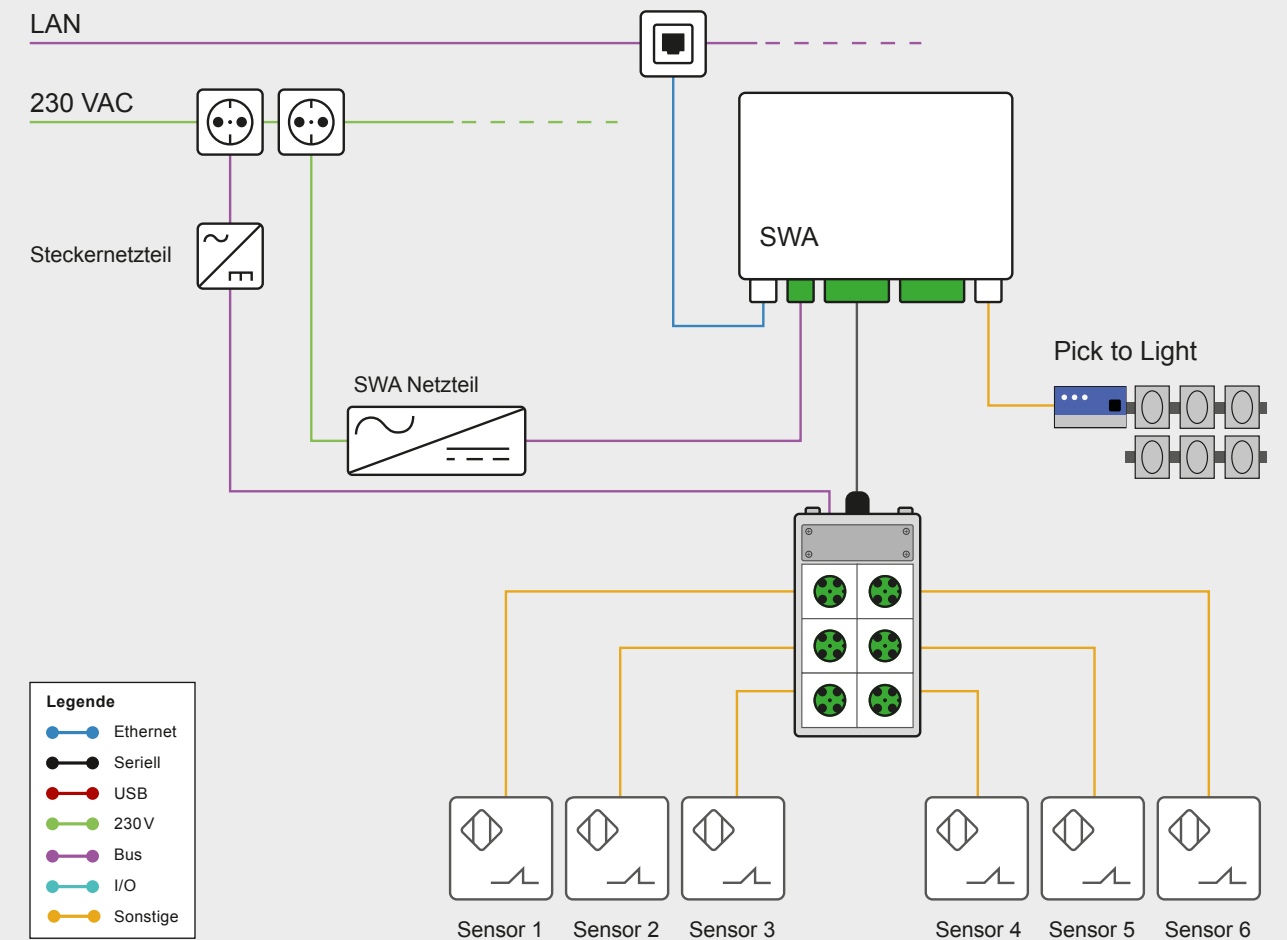 LAN
230 VAC
Steckernetzteil
SWA
SWA Netzteil
Pick to Light
Legende
Ethernet
Seriell
USB
230 V
Bus
I/O
Sonstige
Sensor 1
Sensor 2
Sensor 3
Sensor 4
Sensor 5
Sensor 6